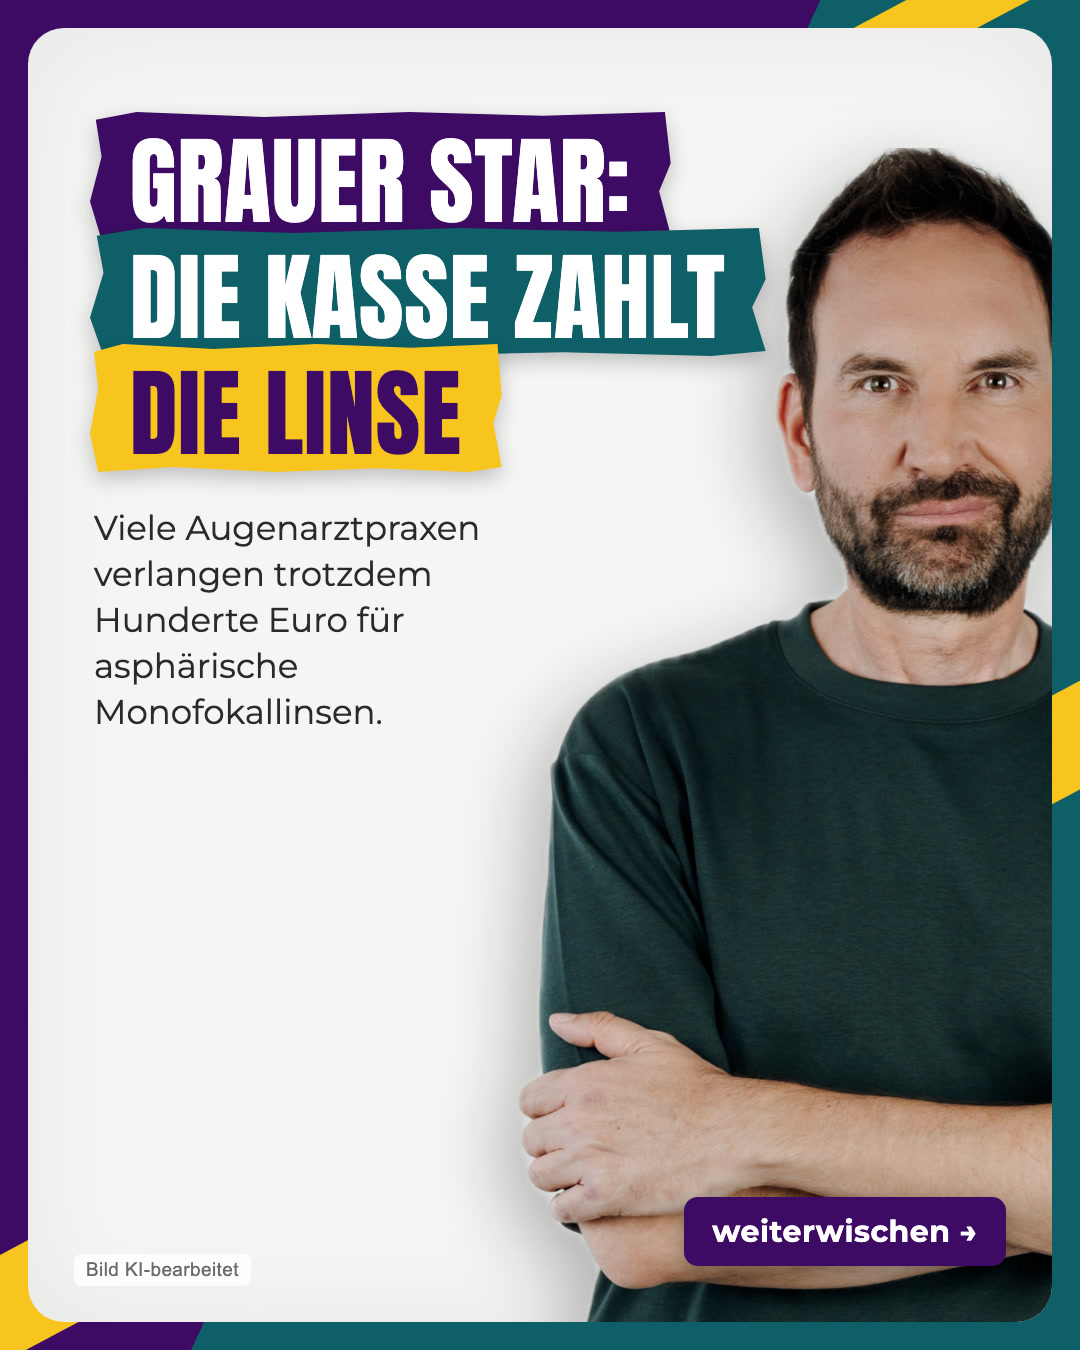 GRAUER STAR:
DIE KASSE ZAHLT
DIE LINSE
Viele Augenarztpraxen
verlangen trotzdem
Hunderte Euro für
asphärische
Monofokallinsen.
weiterwischen →
Bild KI-bearbeitet